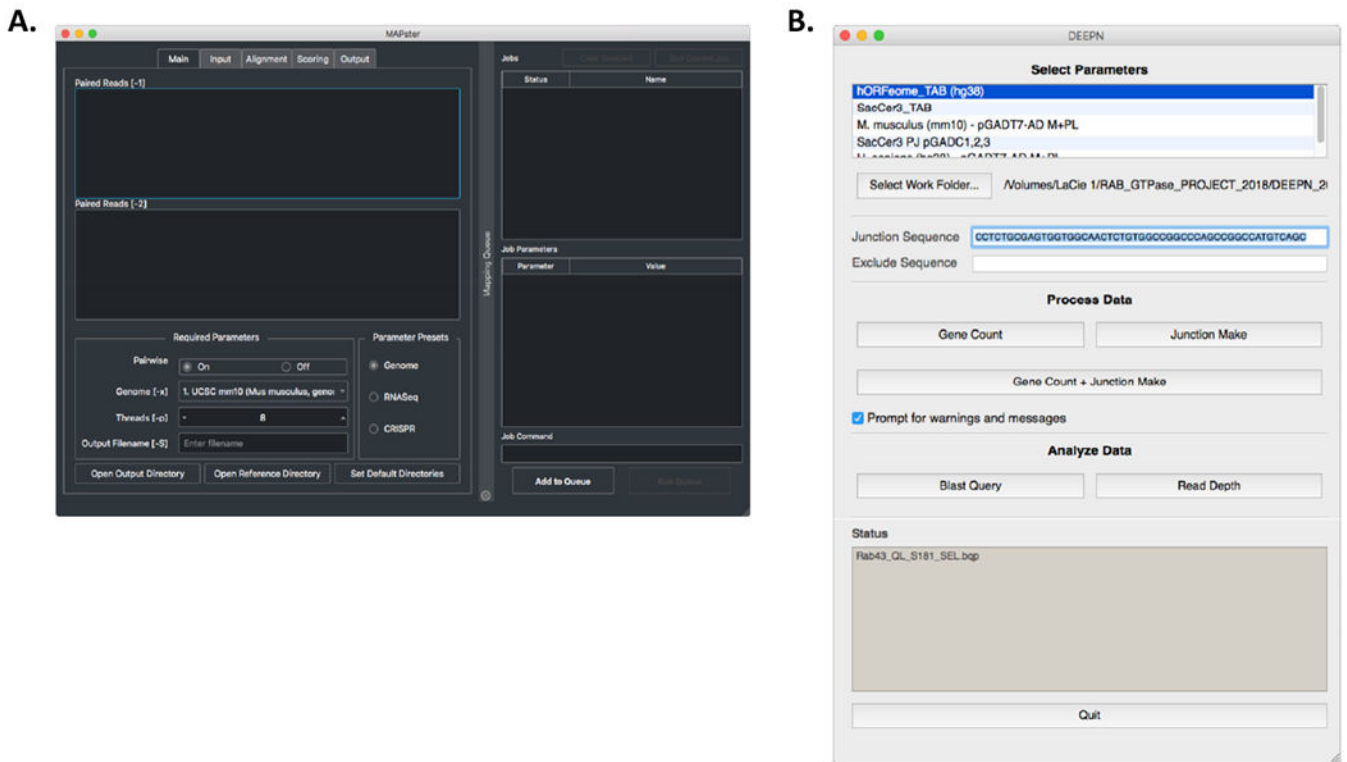 A.
MAPster
Main Input Alignment Scoring Output
Paired Reads [-1]
Paired Reads [-2]
Required Parameters
Pairwise On Off
Genome [-x] 1. UCSC mm10 (Mus musculus, geno
Threads [-p] 8
Output Filename [-S] Enter filename
Parameter Presets
Genome
RNASeq
CRISPR
Open Output Directory Open Reference Directory Set Default Directories
Mapping Queue
Jobs
Status Name
Job Parameters
Parameter Value
Job Command
Add to Queue Run Queue
B.
DEEPN
Select Parameters
hORFeome_TAB (hg38)
SacCer3_TAB
M. musculus (mm10) - pGADT7-AD M+PL
SacCer3 PJ pGADC1,2,3
Select Work Folder... /Volumes/LaCie 1/RAB_GTPase_PROJECT_2018/DEEPN_2
Junction Sequence CCTCTGCGAGTGGTGGCAACTCTGTGGCCGGCCCAGCCGGCCATGTCAGC
Exclude Sequence
Process Data
Gene Count Junction Make
Gene Count + Junction Make
Prompt for warnings and messages
Analyze Data
Blast Query Read Depth
Status
Rab43_QL_S181_SEL.bqp
Quit